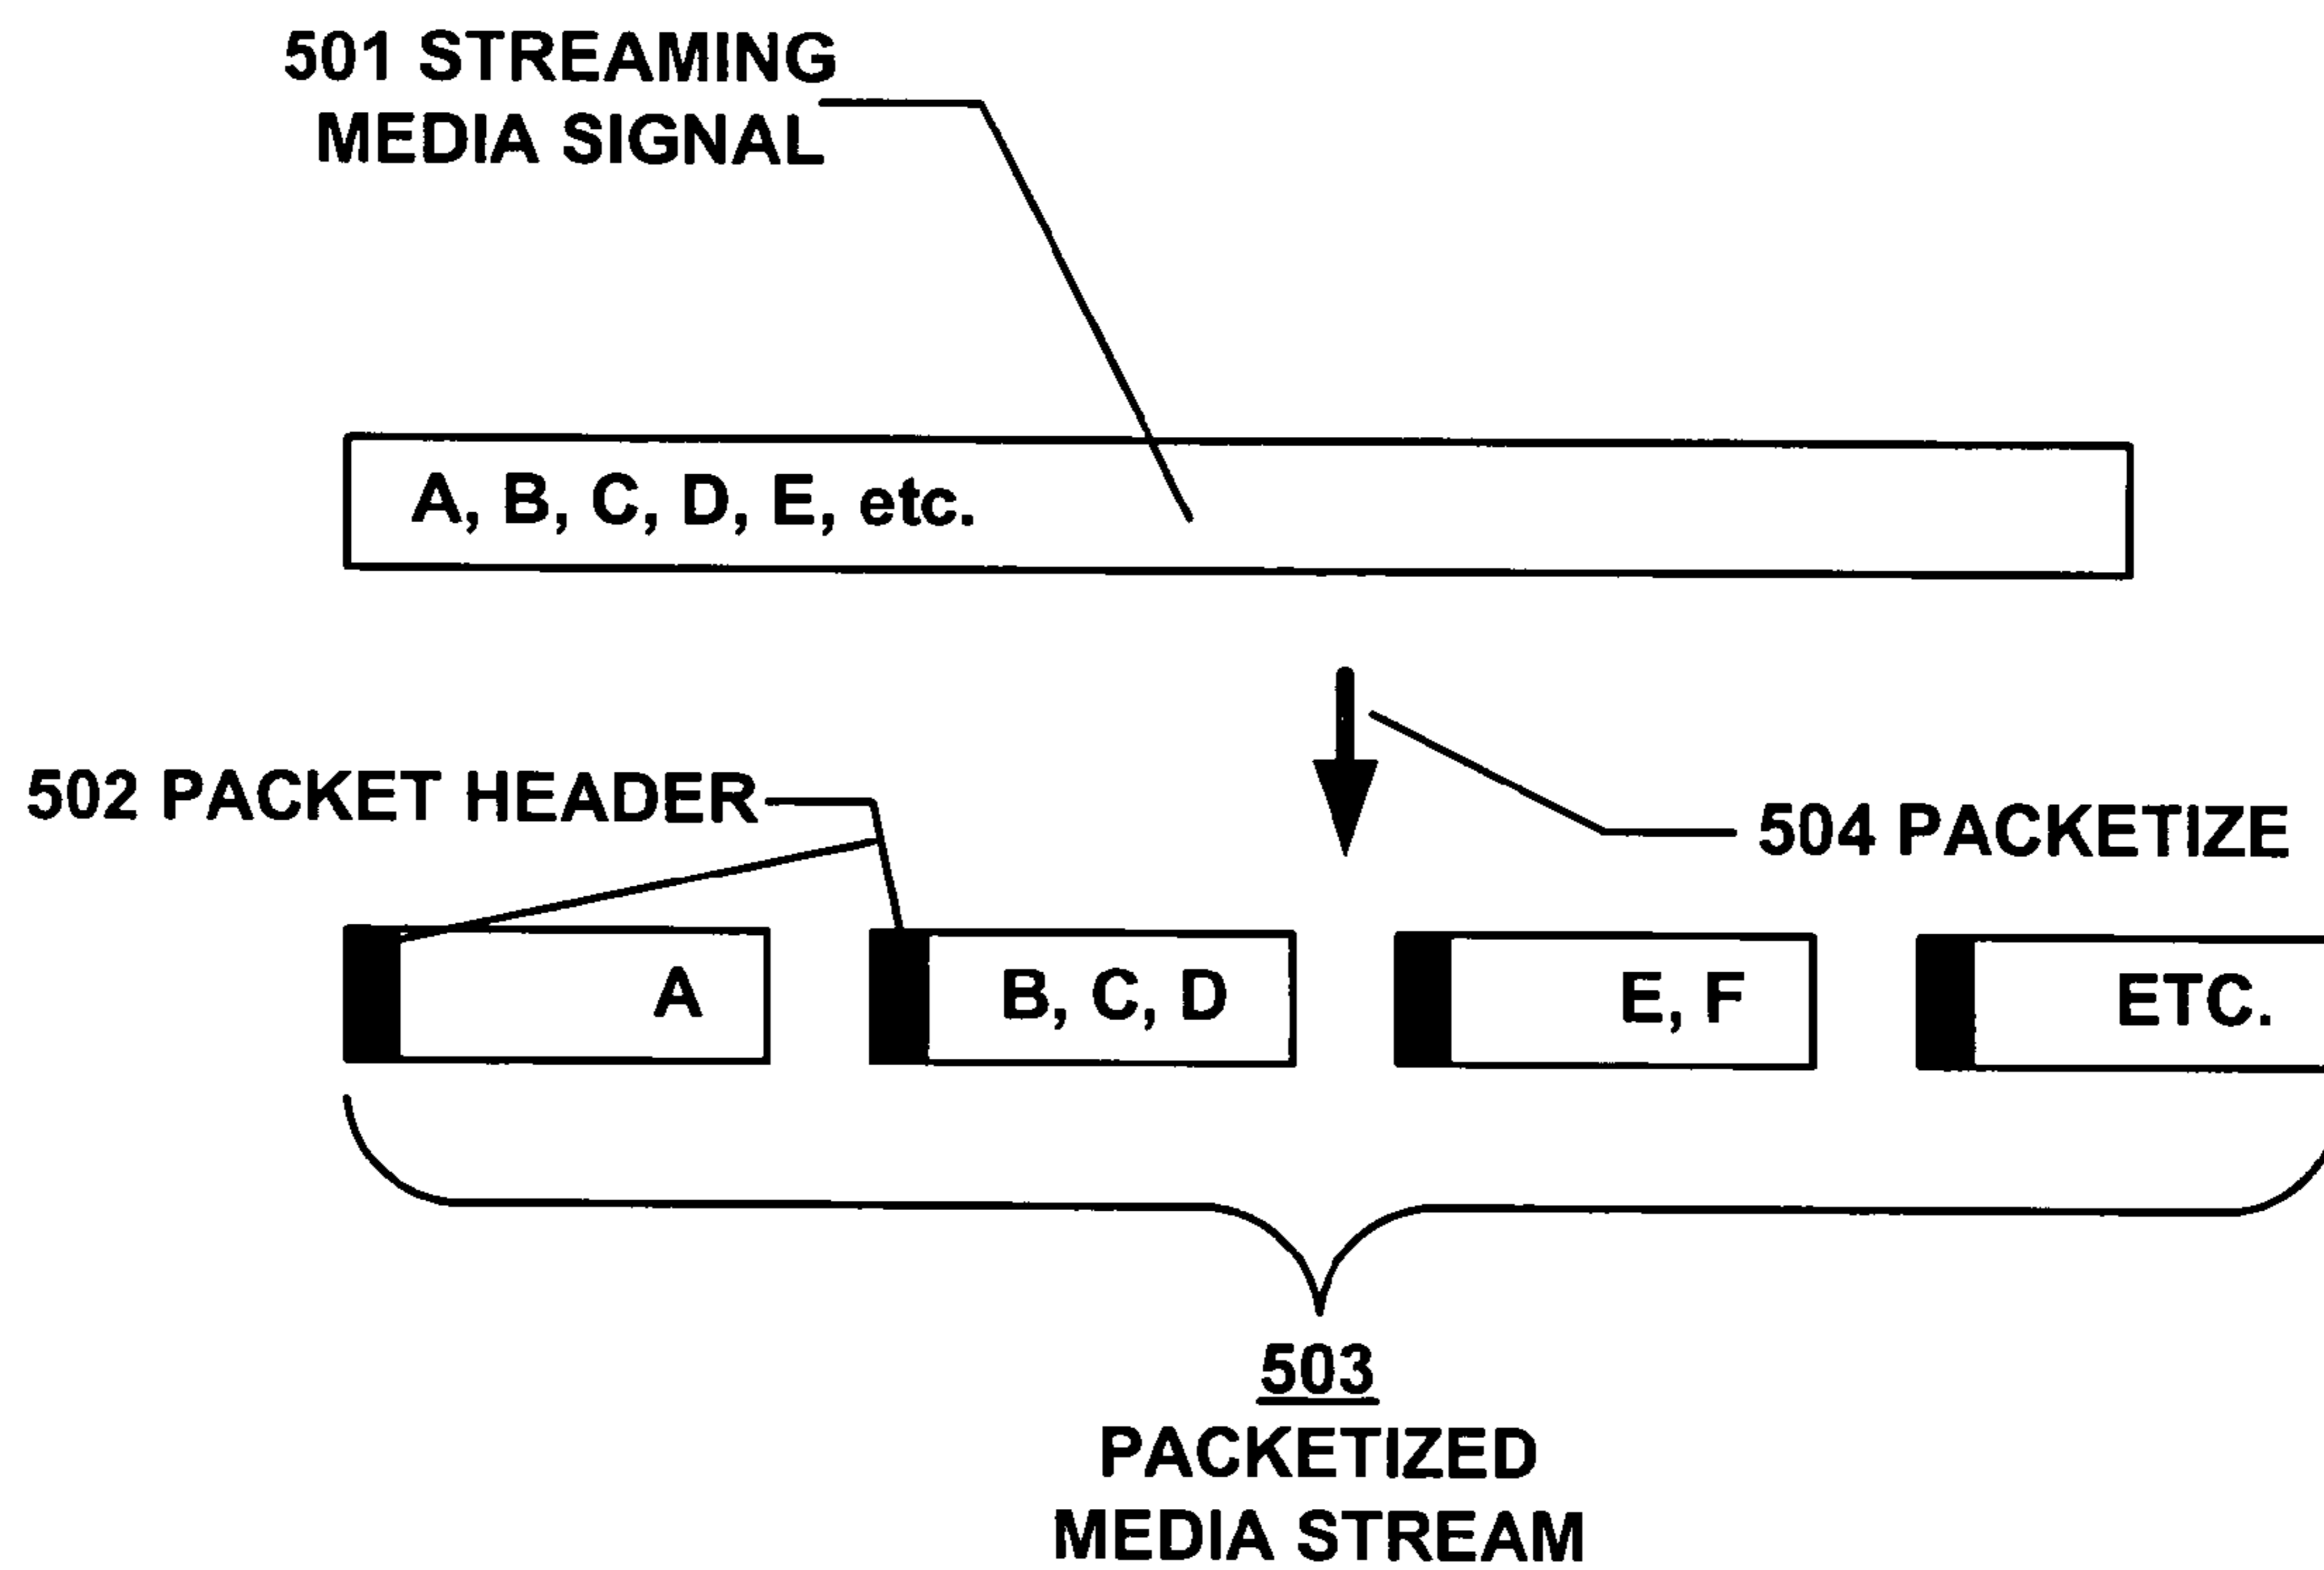 501 STREAMING
MEDIA SIGNAL
A, B, C, D, E, etc.
502 PACKET HEADER
504 PACKETIZE
A
B, C, D
E, F
ETC.
503
PACKETIZED
MEDIA STREAM